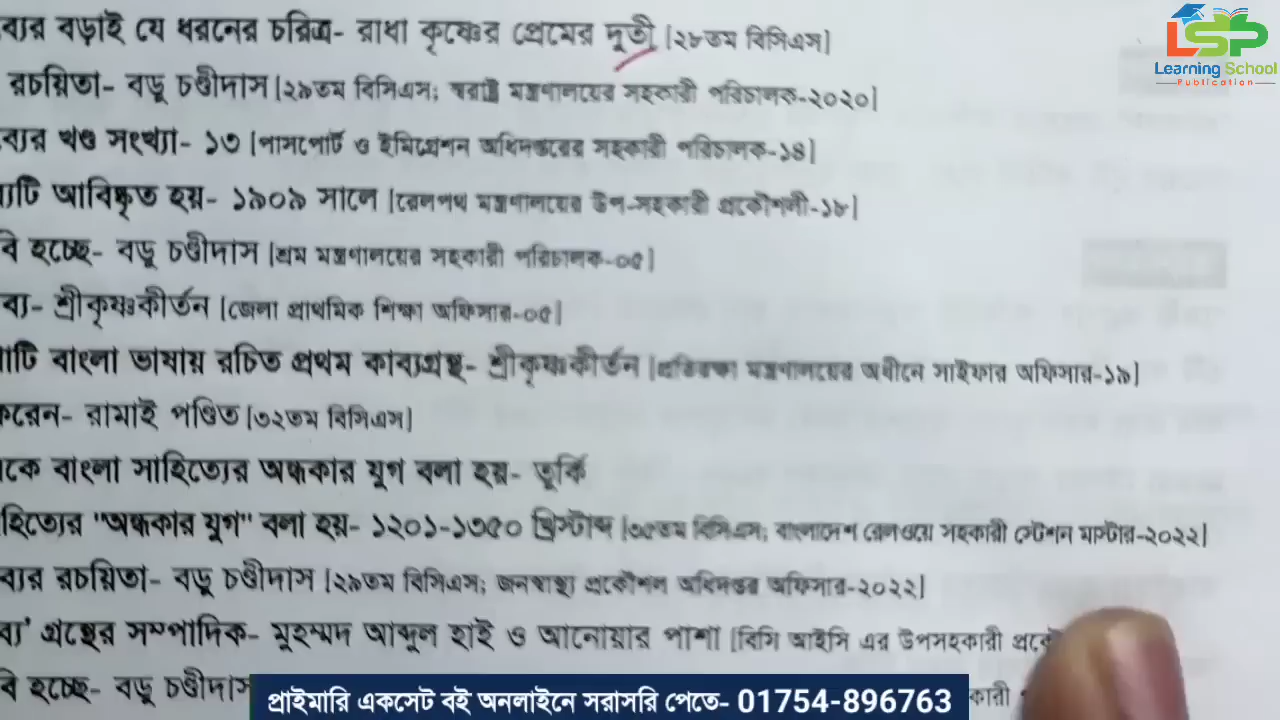 ব্যর বড়াই যে ধরনের চরিত্র- রাধা কৃষ্ণের প্রেমের দূতী [২৮তম বিসিএস]
রচয়িতা- বড়ু চণ্ডীদাস [২৯তম বিসিএস; স্বরাষ্ট্র মন্ত্রণালয়ের সহকারী পরিচালক-২০২০]
ব্যর খণ্ড সংখ্যা- ১৩ [পাসপোর্ট ও ইমিগ্রেশন অধিদপ্তরের সহকারী পরিচালক-১৪]
ব্যটি আবিষ্কৃত হয়- ১৯০৯ সালে [রেলপথ মন্ত্রণালয়ের উপ-সহকারী প্রকৌশলী-১৮]
বি হচ্ছে- বড়ু চণ্ডীদাস [শ্রম মন্ত্রণালয়ের সহকারী পরিচালক-০৫]
ব্য- শ্রীকৃষ্ণকীর্তন [জেলা প্রাথমিক শিক্ষা অফিসার-০৫]
টি বাংলা ভাষায় রচিত প্রথম কাব্যগ্রন্থ- শ্রীকৃষ্ণকীর্তন [প্রতিরক্ষা মন্ত্রণালয়ের অধীনে সাইফার অফিসার-১৯]
করেন- রামাই পণ্ডিত [৩২তম বিসিএস]
কে বাংলা সাহিত্যের অন্ধকার যুগ বলা হয়- তুর্কি
হিত্যের "অন্ধকার যুগ" বলা হয়- ১২০১-১৩৫০ খ্রিস্টাব্দ [৩৫তম বিসিএস; বাংলাদেশ রেলওয়ে সহকারী স্টেশন মাস্টার-২০২২]
ব্যর রচয়িতা- বড়ু চণ্ডীদাস [২৯তম বিসিএস; জনস্বাস্থ্য প্রকৌশল অধিদপ্তর অফিসার-২০২২]
ব্য' গ্রন্থের সম্পাদিক- মুহম্মদ আব্দুল হাই ও আনোয়ার পাশা [বিসি আইসি এর উপসহকারী
বি হচ্ছে- বড়ু চণ্ডীদাস
LSP
Learning School
Publication
প্রাইমারি একসেট বই অনলাইনে সরাসরি পেতে- 01754-896763